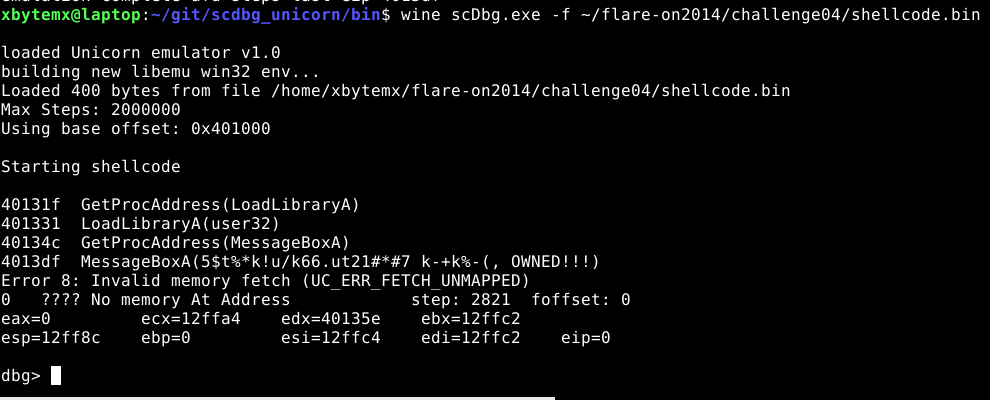 xbytemx@laptop:~/git/scdbg_unicorn/bin$ wine scDbg.exe -f ~/flare-on2014/challenge04/shellcode.bin
loaded Unicorn emulator v1.0
building new libemu win32 env...
Loaded 400 bytes from file /home/xbytemx/flare-on2014/challenge04/shellcode.bin
Max Steps: 2000000
Using base offset: 0x401000
Starting shellcode
40131f  GetProcAddress(LoadLibraryA)
401331  LoadLibraryA(user32)
40134c  GetProcAddress(MessageBoxA)
4013df  MessageBoxA(5$t%*k!u/k66.ut21#*#7 k-+k%-(, OWNED!!!)
Error 8: Invalid memory fetch (UC_ERR_FETCH_UNMAPPED)
0   ???? No memory At Address             step: 2821  foffset: 0
eax=0         ecx=12ffa4    edx=40135e    ebx=12ffc2
esp=12ff8c    ebp=0         esi=12ffc4    edi=12ffc2    eip=0
dbg>